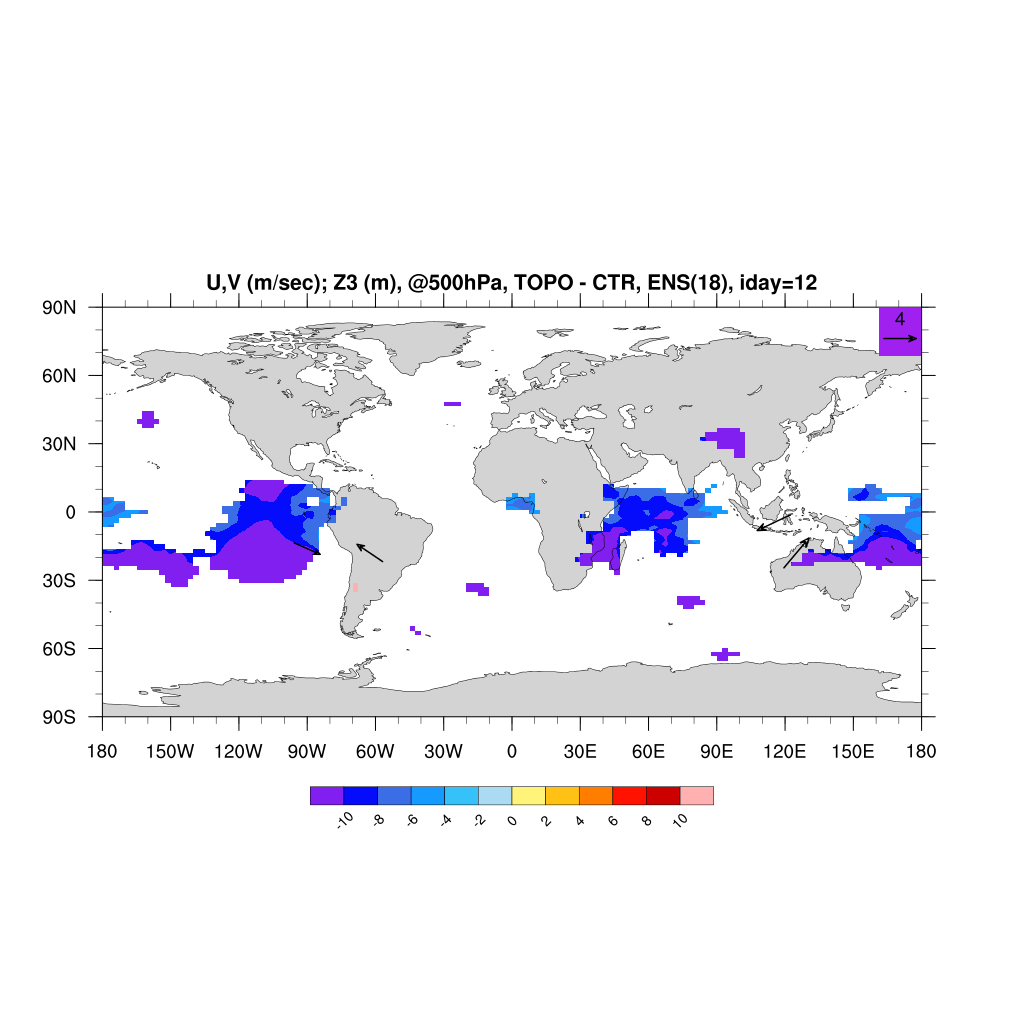 U,V (m/sec); Z3 (m), @500hPa, TOPO - CTR, ENS(18), iday=12
90N
4
60N
30N
0
30S
60S
90S
180 150W 120W 90W 60W 30W 0 30E 60E 90E 120E 150E 180
-10 -8 -6 -4 -2 0 2 4 6 8 10